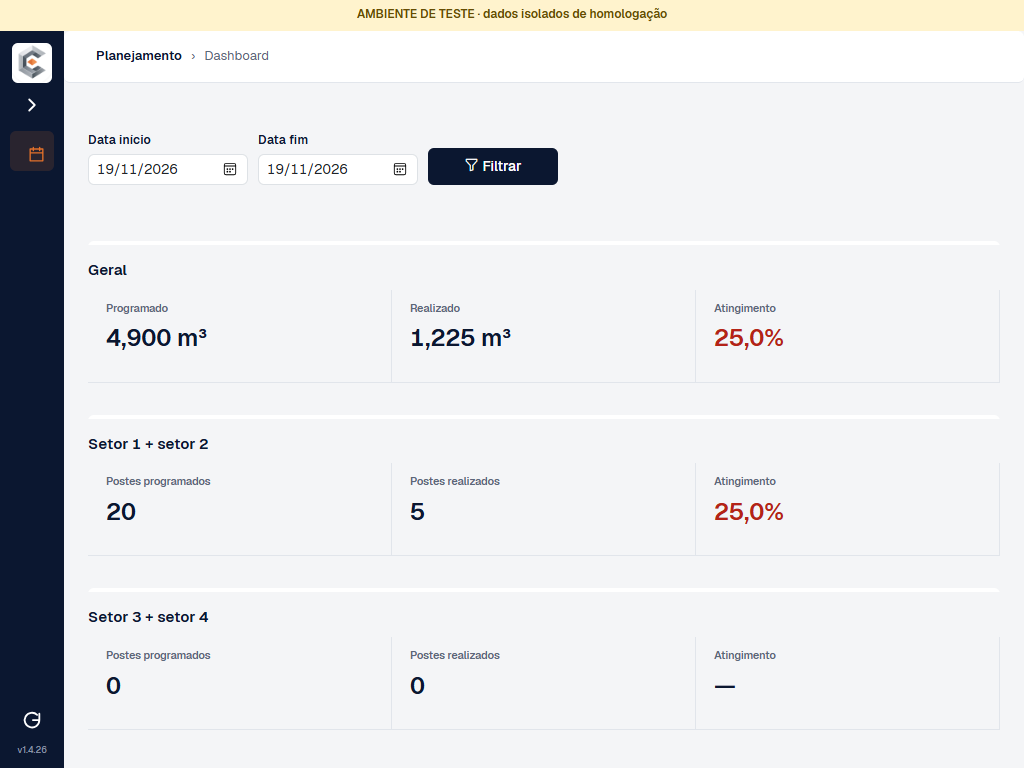 AMBIENTE DE TESTE · dados isolados de homologação
Planejamento › Dashboard
Data início
Data fim
19/11/2026
19/11/2026
Filtrar
Geral
Programado
Realizado
Atingimento
4,900 m³
1,225 m³
25,0%
Setor 1 + setor 2
Postes programados
Postes realizados
Atingimento
20
5
25,0%
Setor 3 + setor 4
Postes programados
Postes realizados
Atingimento
0
0
—
v1.4.26